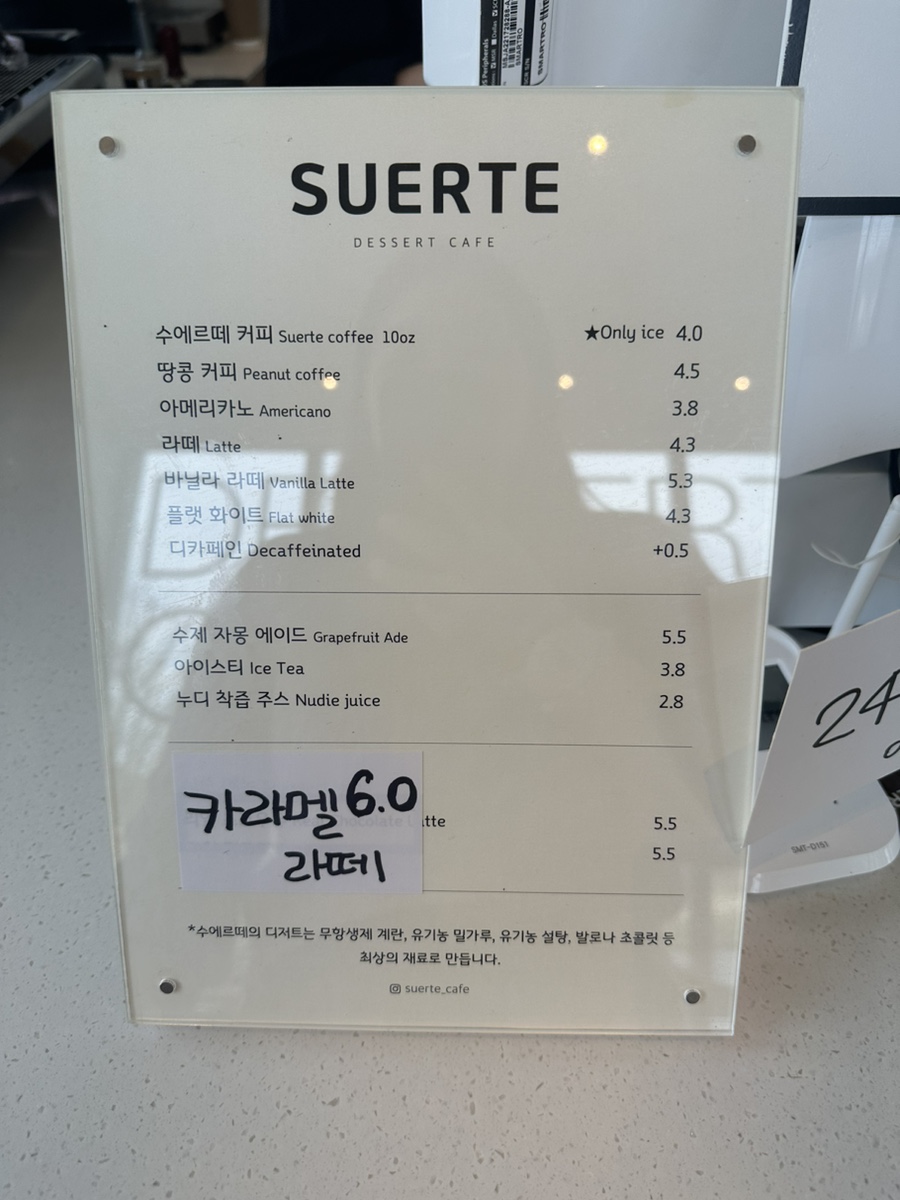 SUERTE
DESSERT CAFE
수에르떼 커피 Suerte coffee 10oz ★Only ice 4.0
땅콩 커피 Peanut coffee 4.5
아메리카노 Americano 3.8
라떼 Latte 4.3
바닐라 라떼 Vanilla Latte 5.3
플랫 화이트 Flat white 4.3
디카페인 Decaffeinated +0.5
수제 자몽 에이드 Grapefruit Ade 5.5
아이스티 Ice Tea 3.8
누디 착즙 주스 Nudie juice 2.8
카라멜 6.0
라떼
tte 5.5
5.5
*수에르떼의 디저트는 무항생제 계란, 유기농 밀가루, 유기농 설탕, 발로나 초콜릿 등
최상의 재료로 만듭니다.
suerte_cafe
SMARTRO
24
SMT-Q191